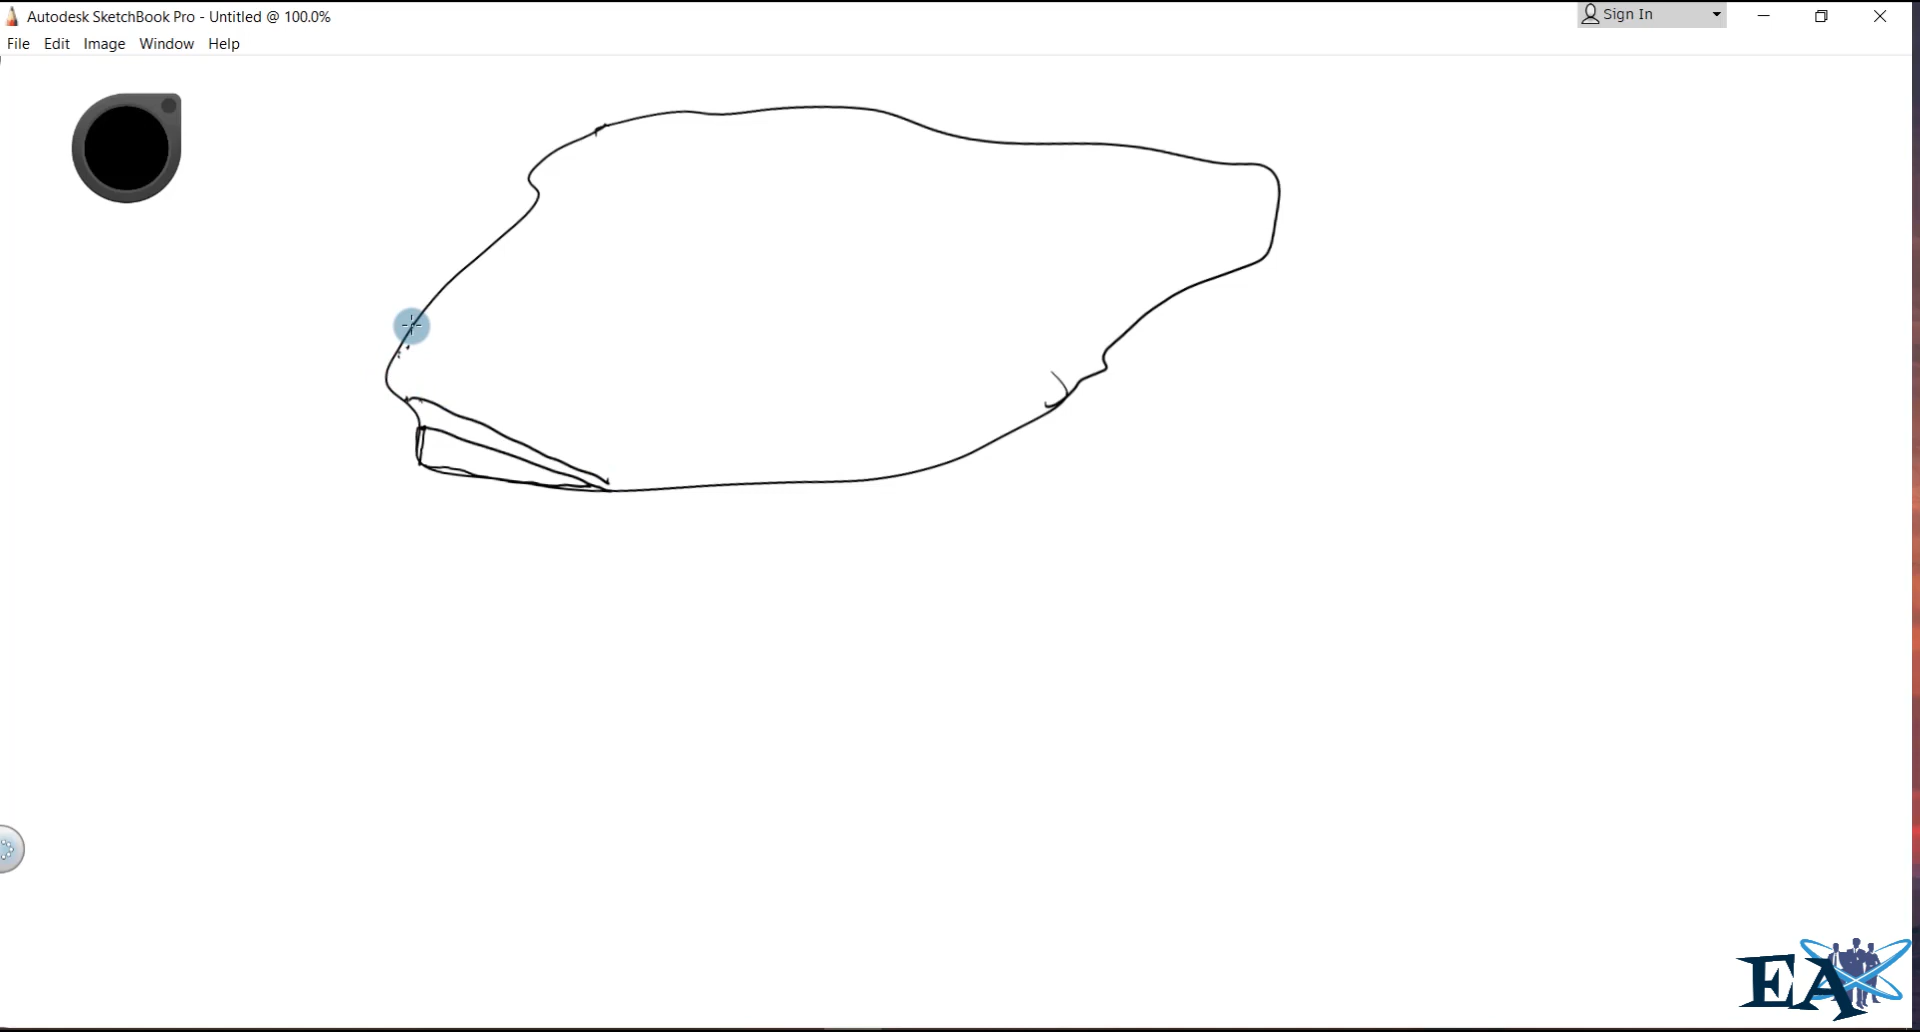 Autodesk SketchBook Pro - Untitled @ 100.0%
Sign In
File Edit Image Window Help
EA